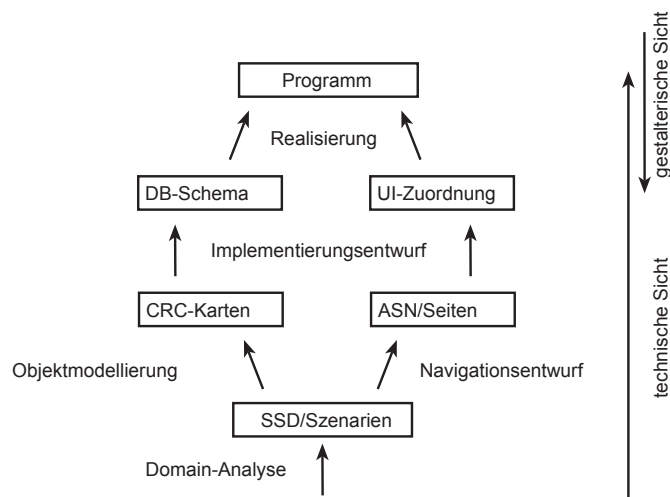 Programm
Realisierung
DB-Schema
UI-Zuordnung
Implementierungsentwurf
CRC-Karten
ASN/Seiten
Objektmodellierung
Navigationsentwurf
SSD/Szenarien
Domain-Analyse
gestalterische Sicht
technische Sicht